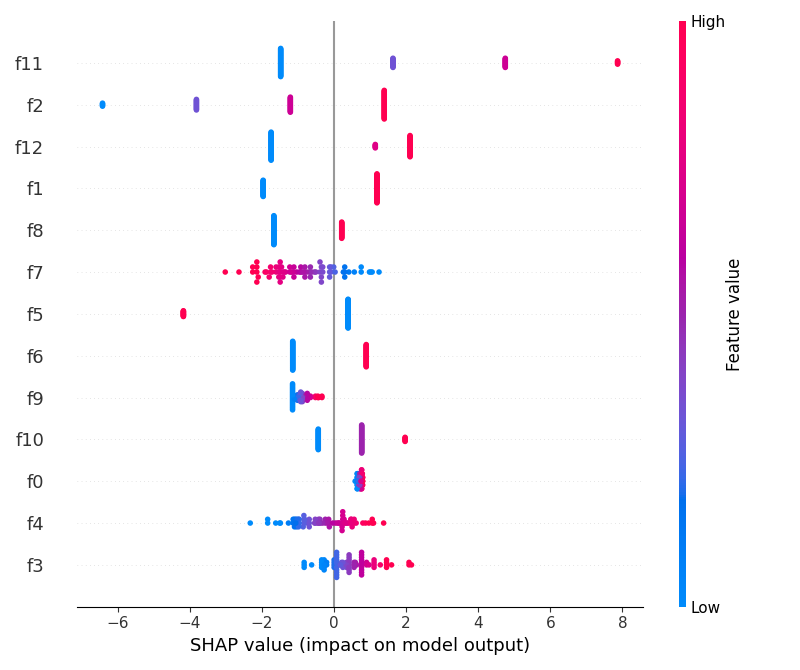 High
f11
f2
f12
f1
f8
f7
f5
f6
f9
f10
f0
f4
f3
Feature value
Low
−6 −4 −2 0 2 4 6 8
SHAP value (impact on model output)